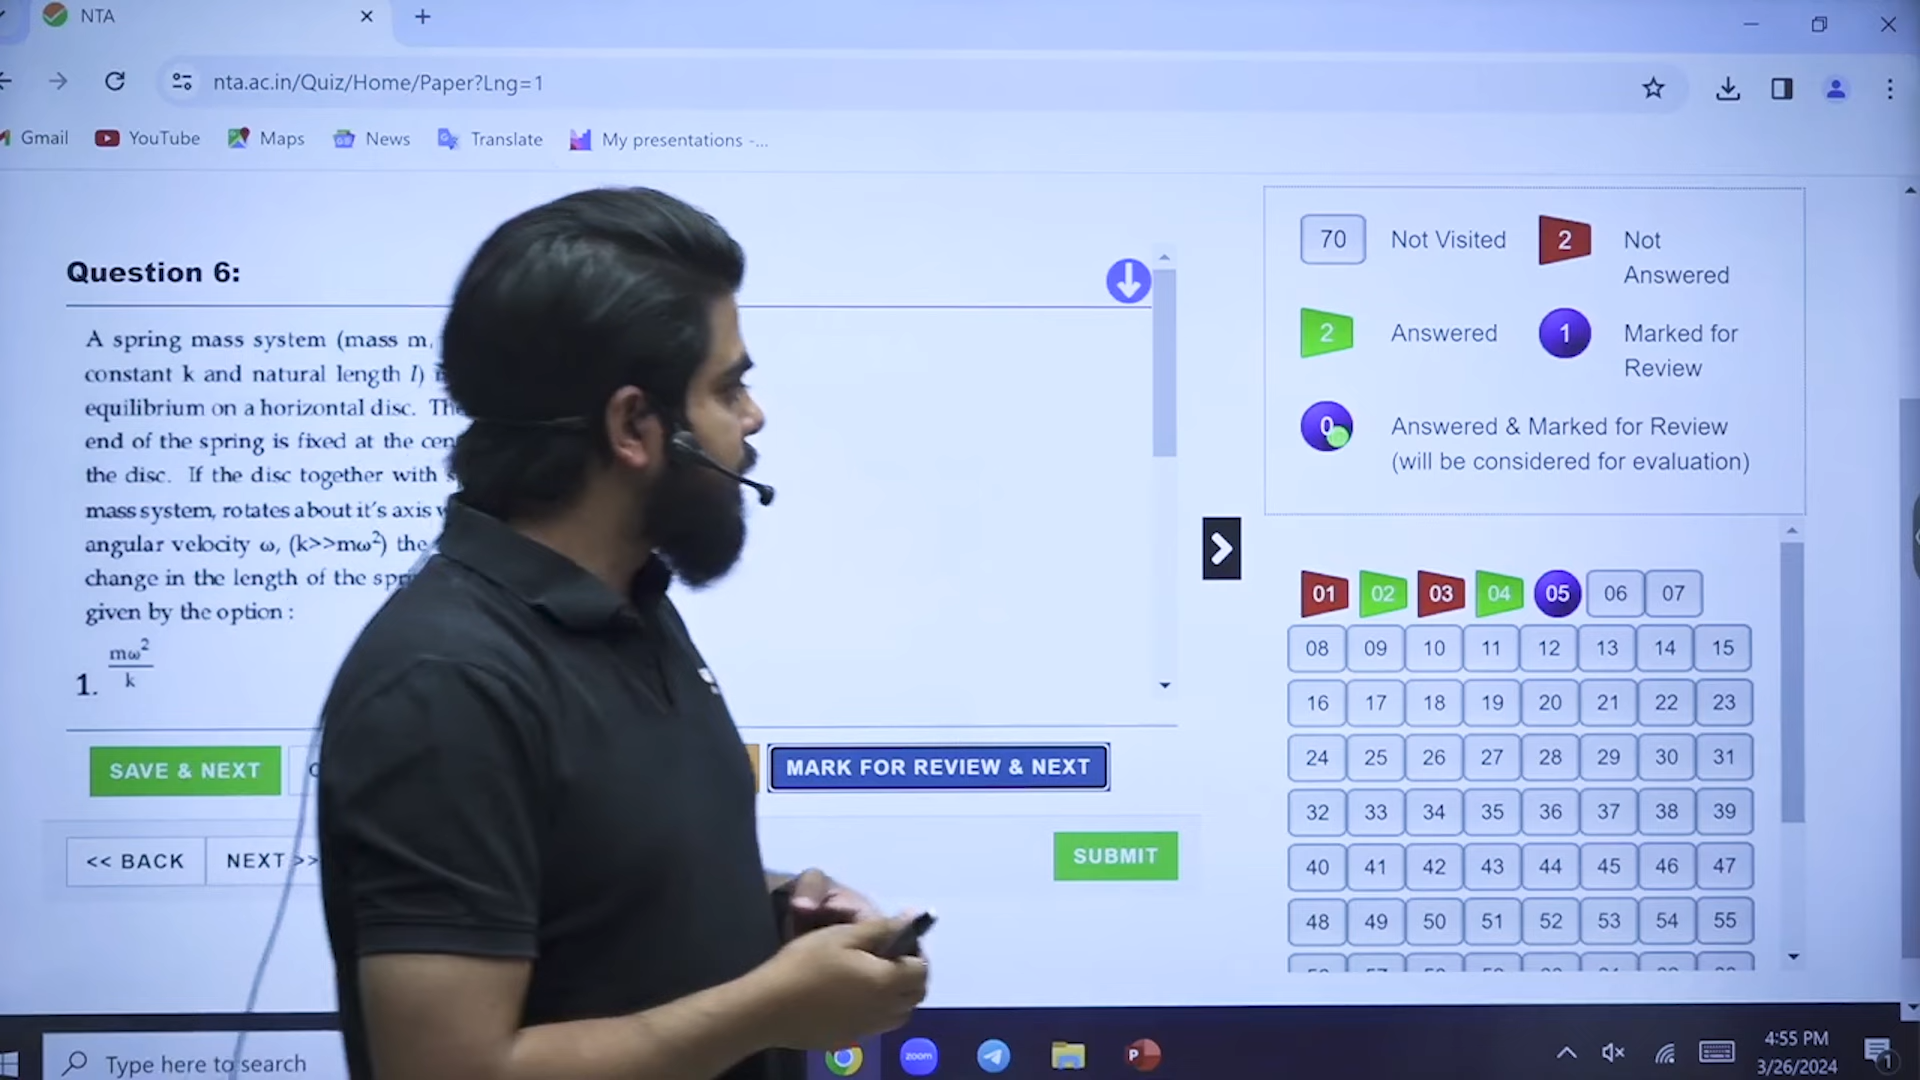 NTA
nta.ac.in/Quiz/Home/Paper?Lng=1
Gmail
YouTube
Maps
News
Translate
My presentations -...
Question 6:
A spring mass system (mass m,
constant k and natural length l)
equilibrium on a horizontal disc. The
end of the spring is fixed at the cen
the disc. If the disc together with s
mass system, rotates about it's axis w
angular velocity ω, (k>>mω²) the
change in the length of the spr
given by the option :
1. mω²
k
SAVE & NEXT
MARK FOR REVIEW & NEXT
<< BACK
NEXT >>
SUBMIT
70 Not Visited
2 Not
Answered
2 Answered
1 Marked for
Review
0 Answered & Marked for Review
(will be considered for evaluation)
01 02 03 04 05 06 07
08 09 10 11 12 13 14 15
16 17 18 19 20 21 22 23
24 25 26 27 28 29 30 31
32 33 34 35 36 37 38 39
40 41 42 43 44 45 46 47
48 49 50 51 52 53 54 55
Type here to search
zoom
P
4:55 PM
3/26/2024
1